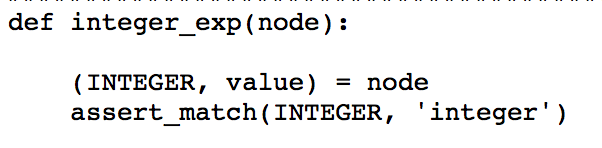 def integer_exp(node):
(INTEGER, value) = node
assert_match(INTEGER, 'integer')